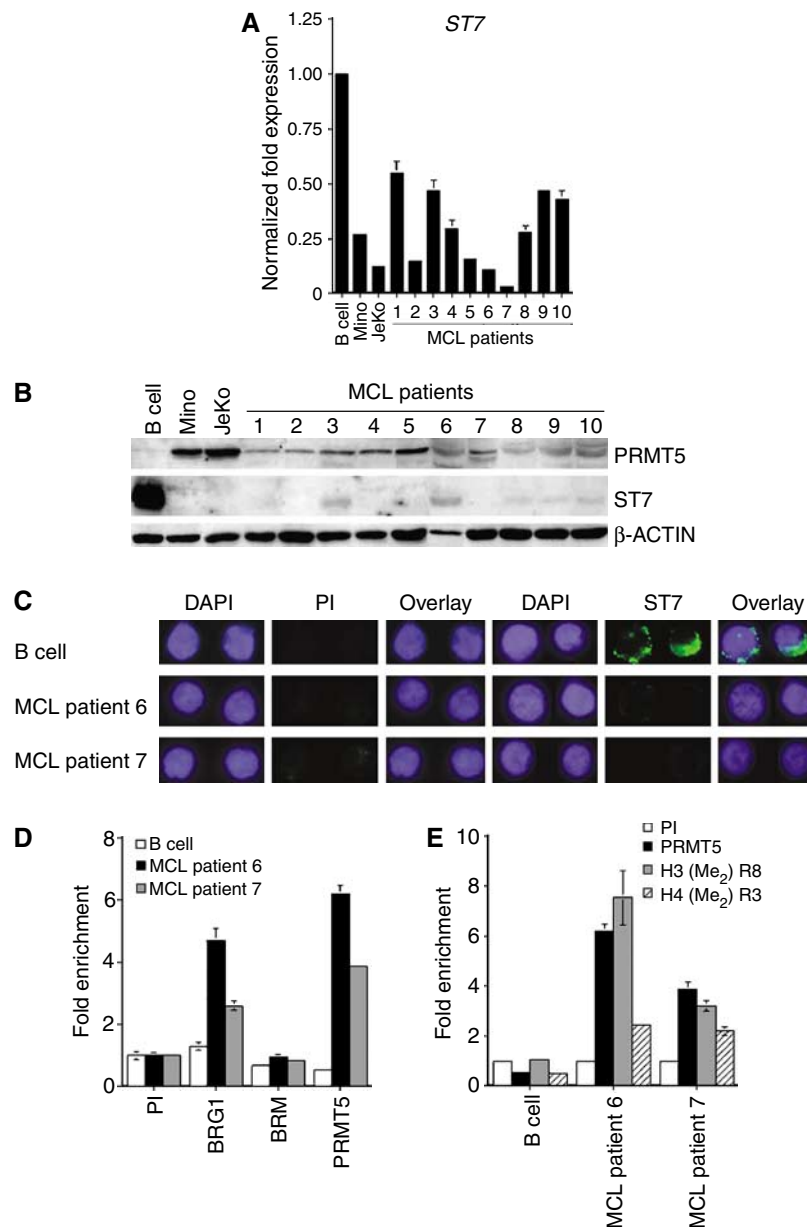 A
ST7
Normalized fold expression
1.25
1.00
0.75
0.50
0.25
0
B cell
Mino
JeKo
1 2 3 4 5 6 7 8 9 10
MCL patients
B
B cell
Mino
JeKo
MCL patients
1 2 3 4 5 6 7 8 9 10
PRMT5
ST7
β-ACTIN
C
DAPI PI Overlay DAPI ST7 Overlay
B cell
MCL patient 6
MCL patient 7
D
Fold enrichment
8
6
4
2
0
B cell
MCL patient 6
MCL patient 7
PI
BRG1
BRM
PRMT5
E
Fold enrichment
10
8
6
4
2
0
PI
PRMT5
H3 (Me2) R8
H4 (Me2) R3
B cell
MCL patient 6
MCL patient 7